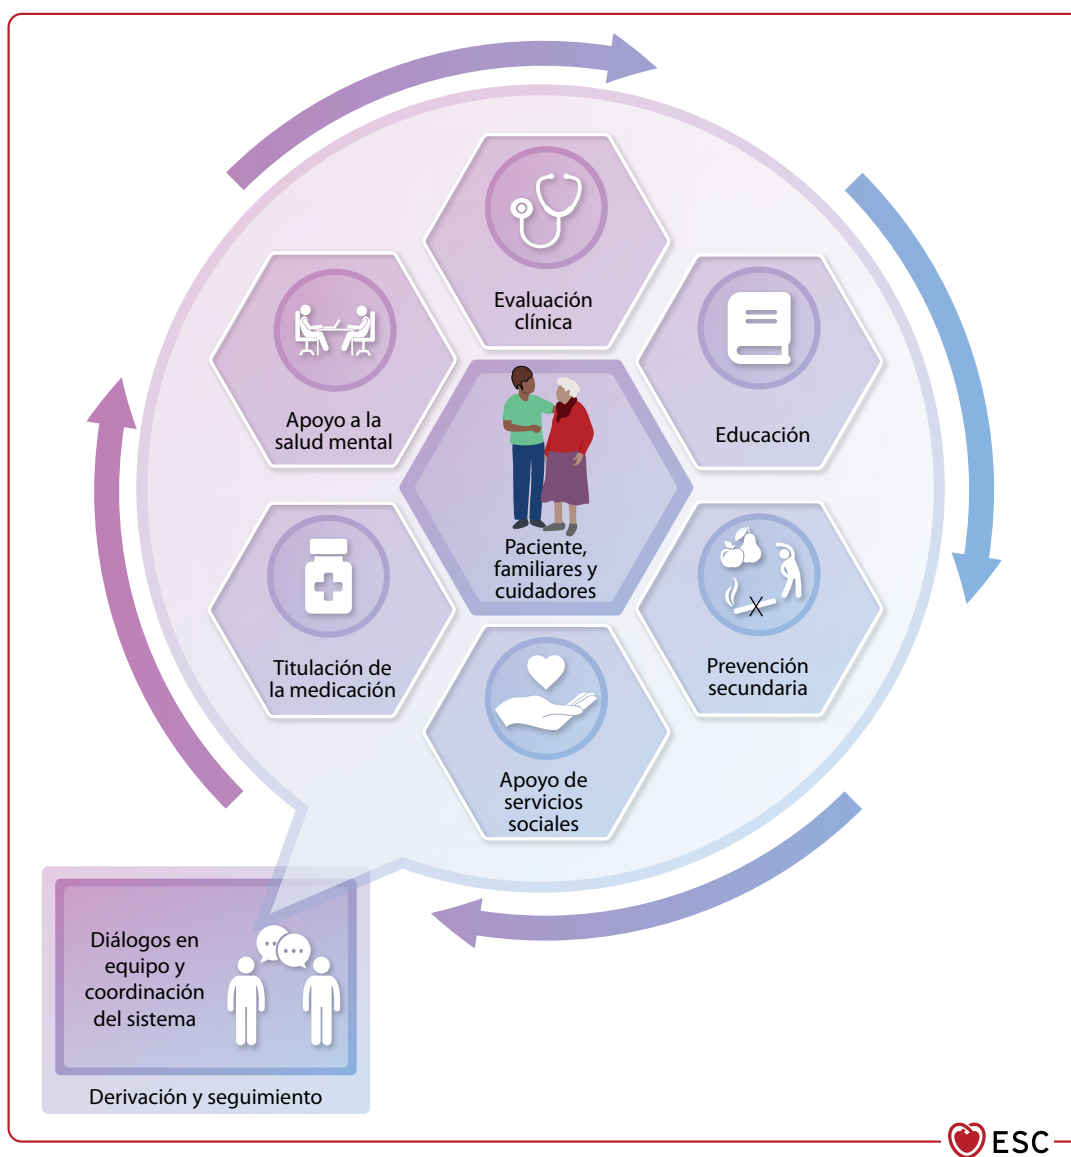 Evaluación
clínica
Educación
Apoyo a la
salud mental
Paciente,
familiares y
cuidadores
Prevención
secundaria
Titulación de
la medicación
Apoyo de
servicios
sociales
Diálogos en
equipo y
coordinación
del sistema
Derivación y seguimiento
ESC